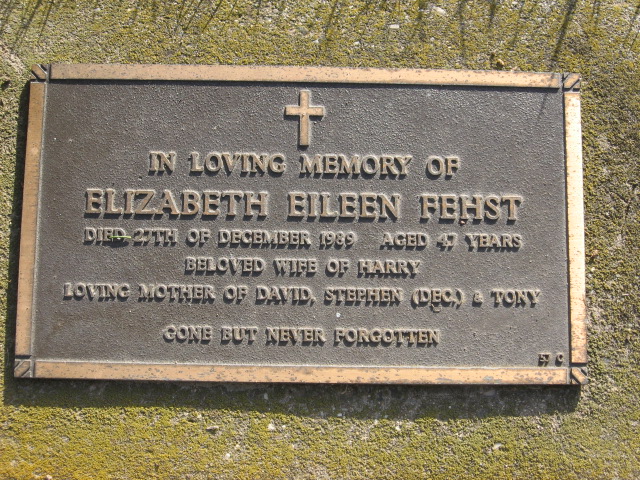 IN LOVING MEMORY OF
ELIZABETH EILEEN FEHST
DIED 27TH OF DECEMBER 1989 AGED 47 YEARS
BELOVED WIFE OF HARRY
LOVING MOTHER OF DAVID, STEPHEN (DEC.) & TONY
GONE BUT NEVER FORGOTTEN